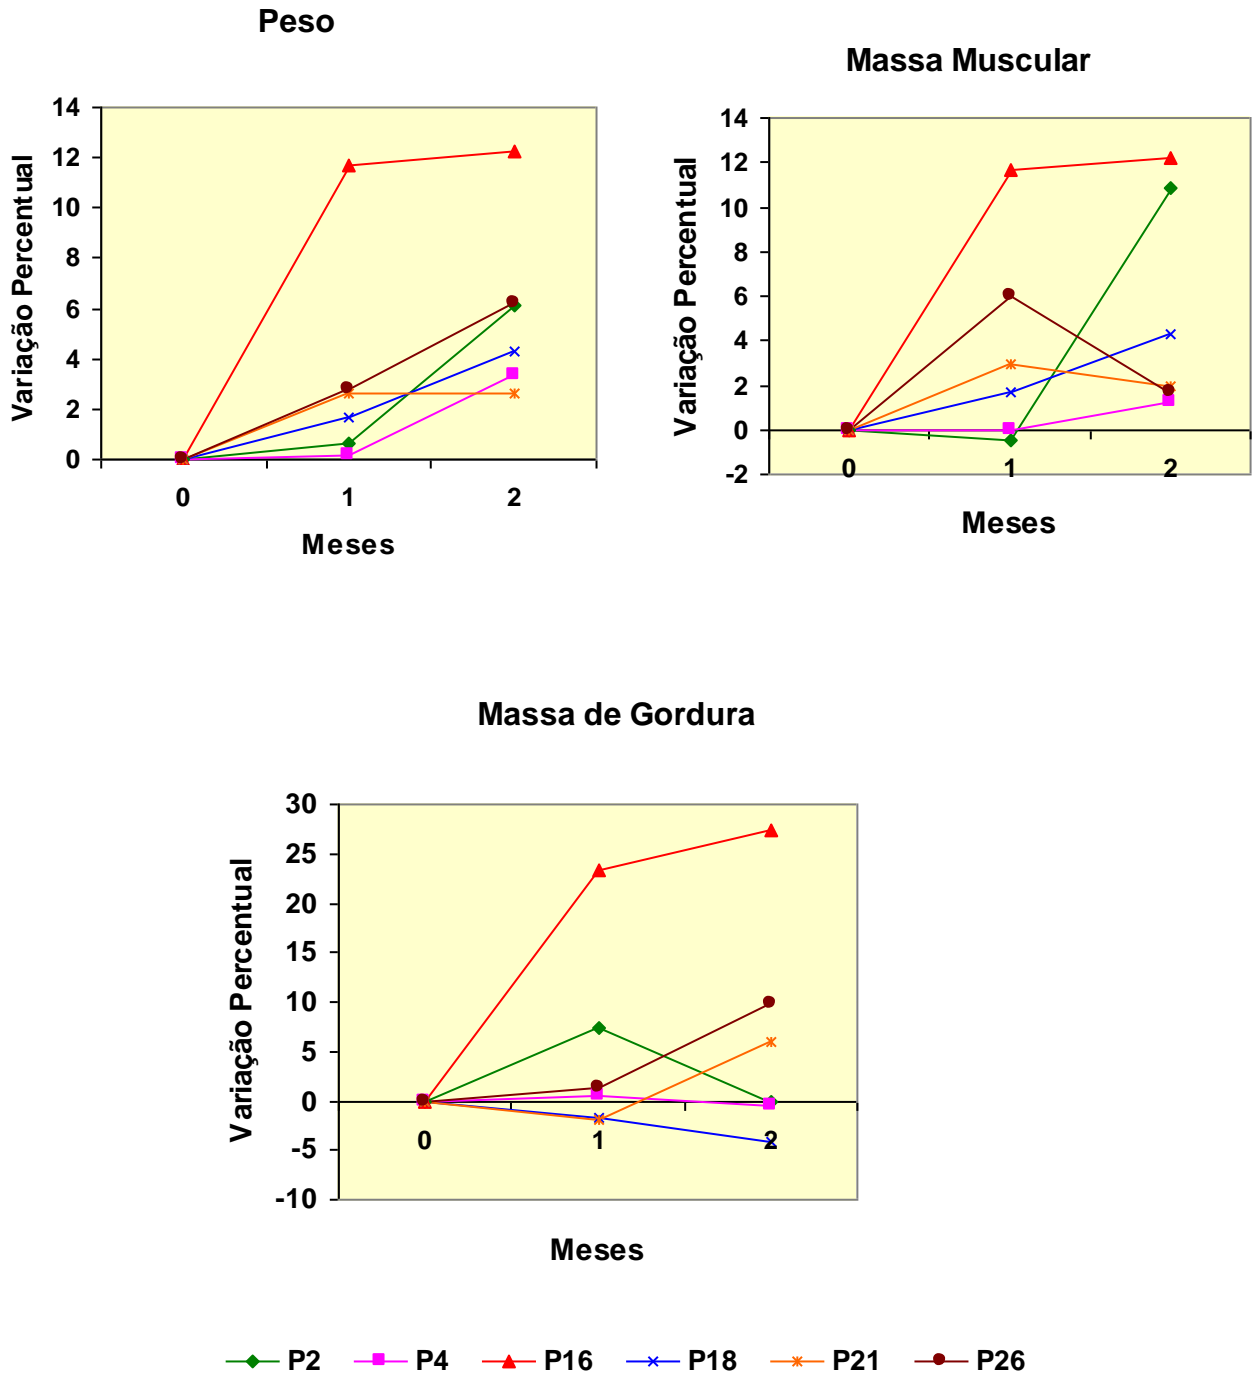 Peso
Variação Percentual
14
12
10
8
6
4
2
0
0 1 2
Meses
Massa Muscular
Variação Percentual
14
12
10
8
6
4
2
0
-2
0 1 2
Meses
Massa de Gordura
Variação Percentual
30
25
20
15
10
5
0
-5
-10
0 1 2
Meses
P2 P4 P16 P18 P21 P26